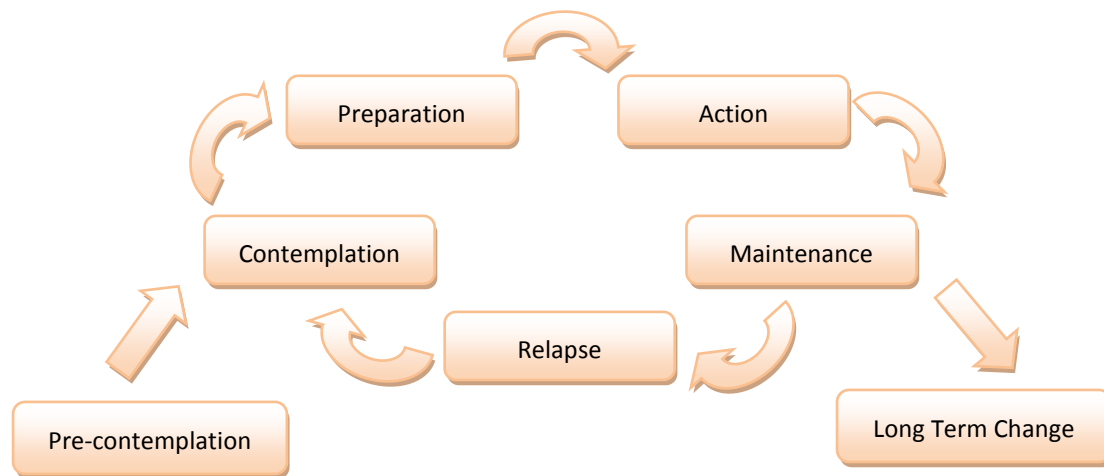 Preparation
Action
Contemplation
Maintenance
Relapse
Pre-contemplation
Long Term Change